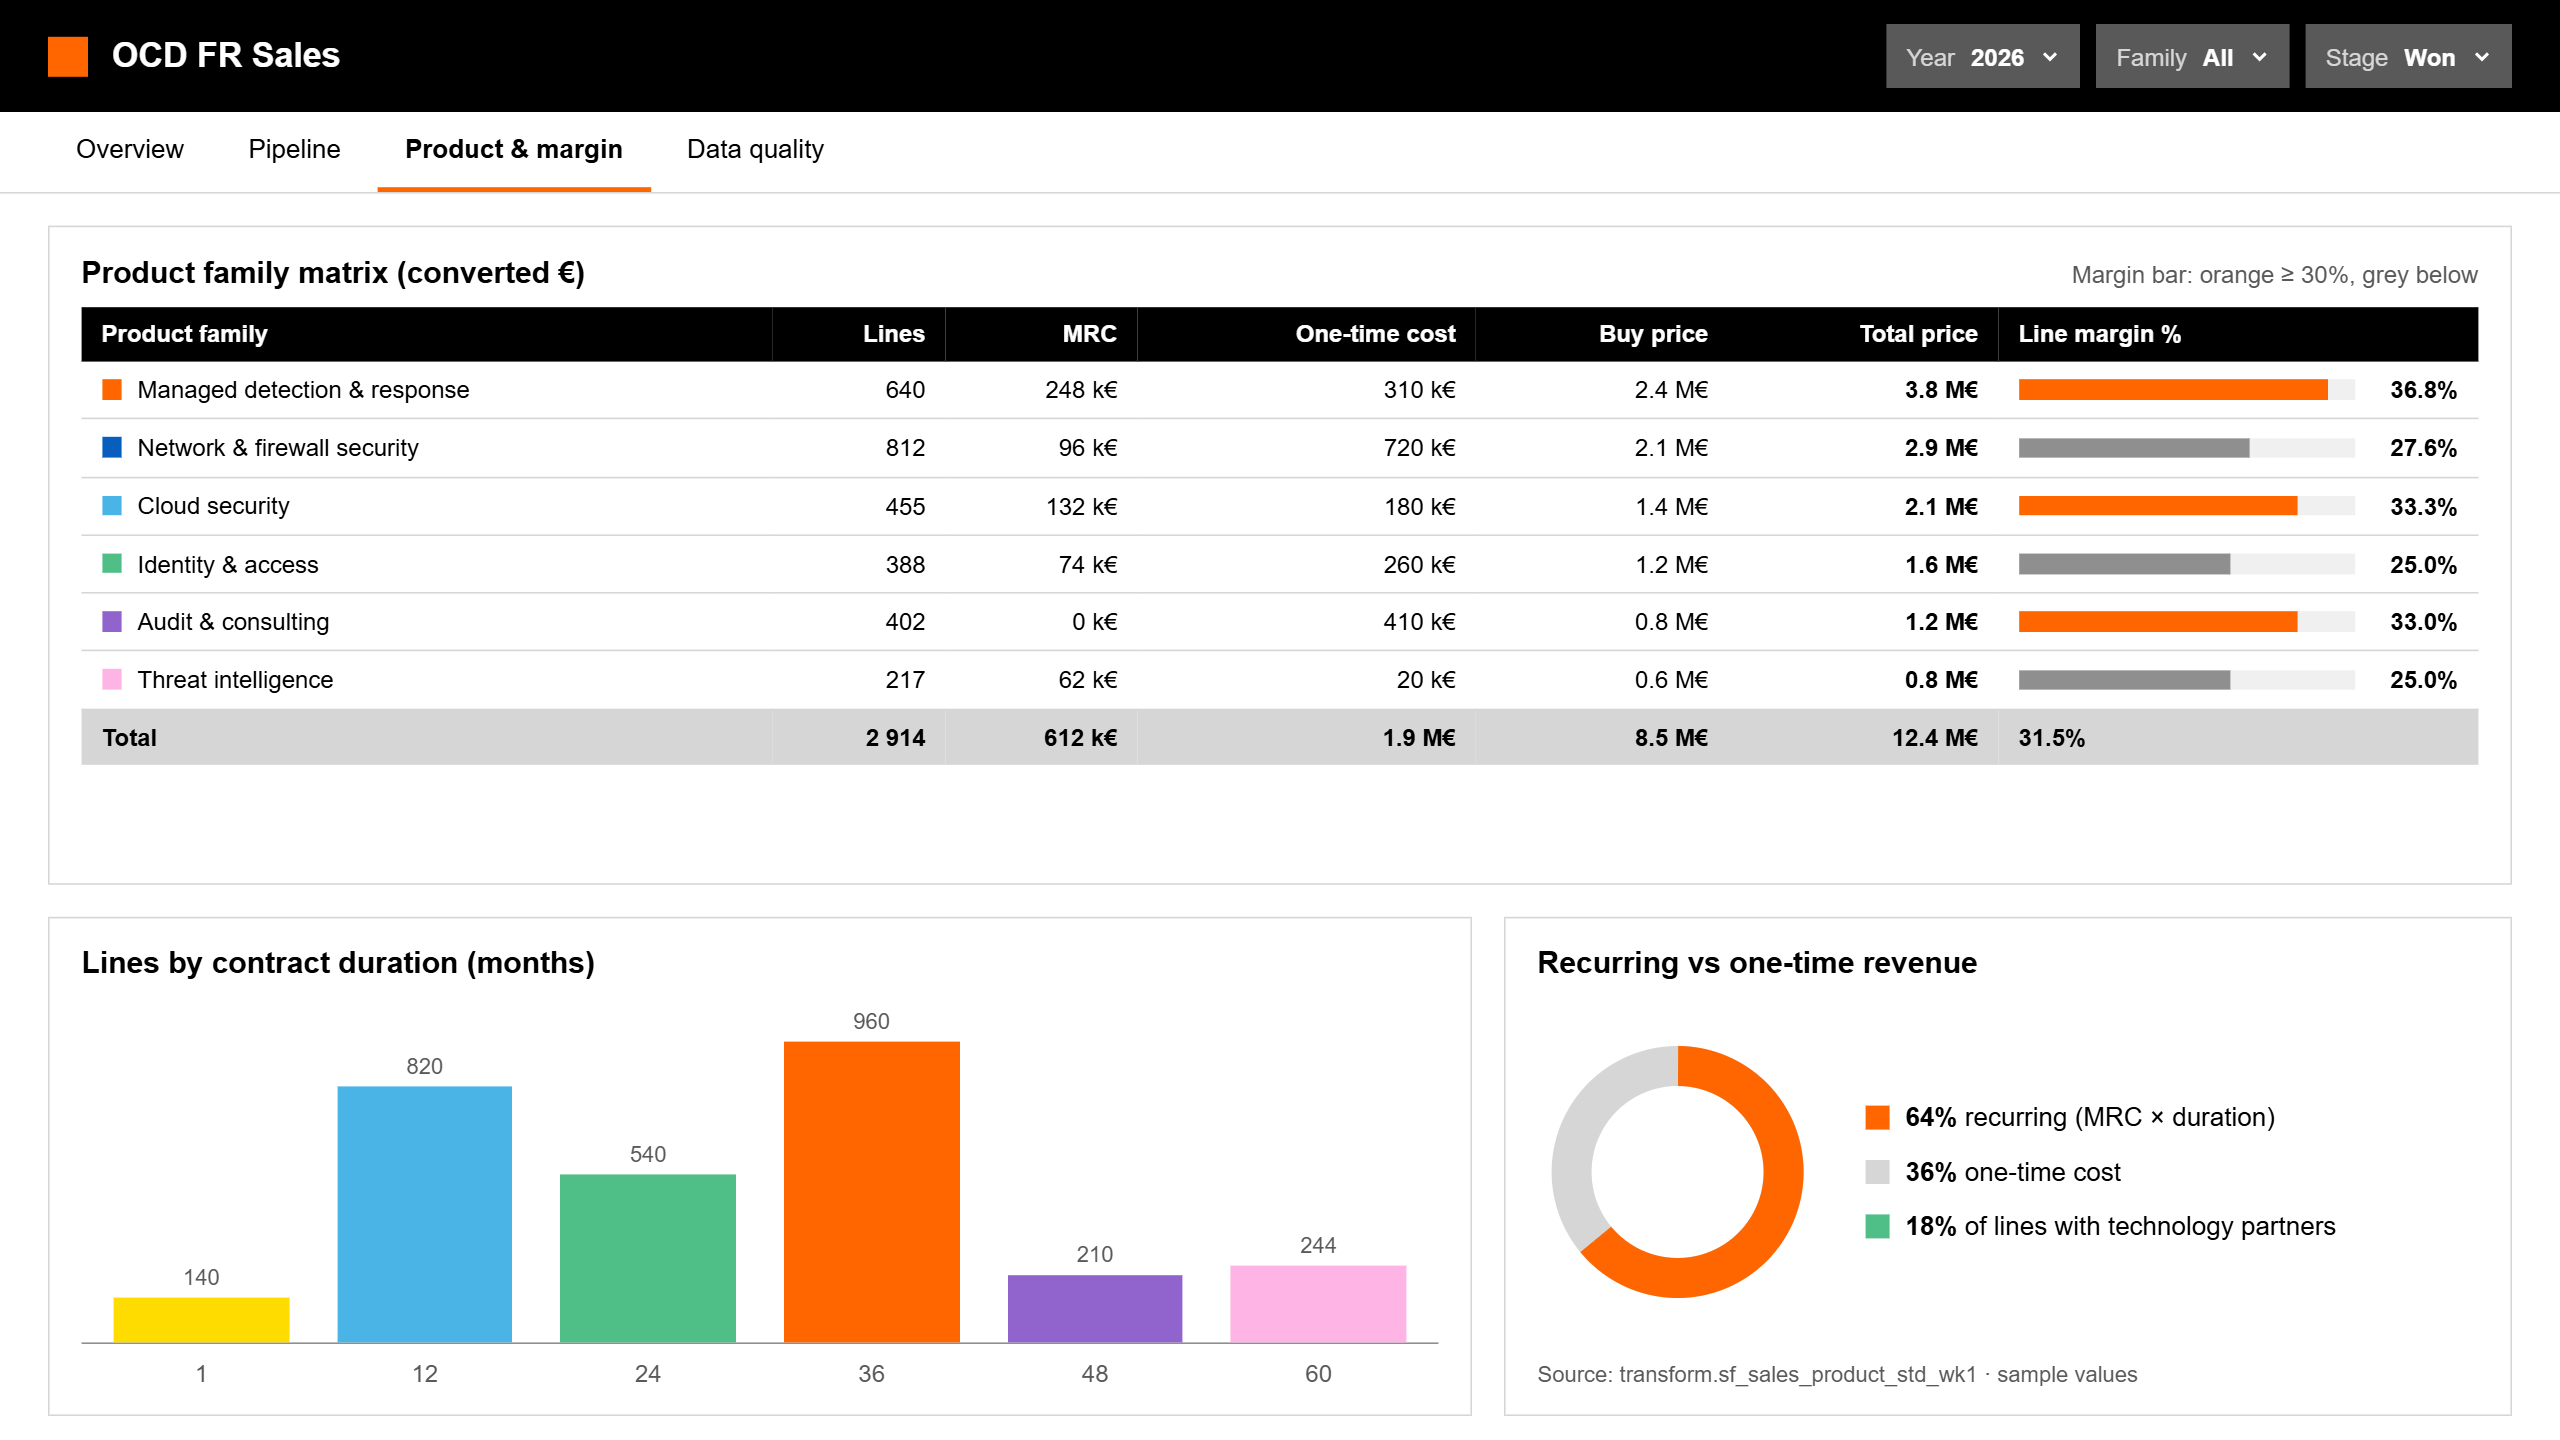 OCD FR Sales
Year 2026
Family All
Stage Won
Overview Pipeline Product & margin Data quality
Product family matrix (converted €)
Margin bar: orange ≥ 30%, grey below
Product family Lines MRC One-time cost Buy price Total price Line margin %
Managed detection & response 640 248 k€ 310 k€ 2.4 M€ 3.8 M€ 36.8%
Network & firewall security 812 96 k€ 720 k€ 2.1 M€ 2.9 M€ 27.6%
Cloud security 455 132 k€ 180 k€ 1.4 M€ 2.1 M€ 33.3%
Identity & access 388 74 k€ 260 k€ 1.2 M€ 1.6 M€ 25.0%
Audit & consulting 402 0 k€ 410 k€ 0.8 M€ 1.2 M€ 33.0%
Threat intelligence 217 62 k€ 20 k€ 0.6 M€ 0.8 M€ 25.0%
Total 2 914 612 k€ 1.9 M€ 8.5 M€ 12.4 M€ 31.5%
Lines by contract duration (months)
140 820 540 960 210 244
1 12 24 36 48 60
Recurring vs one-time revenue
64% recurring (MRC × duration)
36% one-time cost
18% of lines with technology partners
Source: transform.sf_sales_product_std_wk1 · sample values